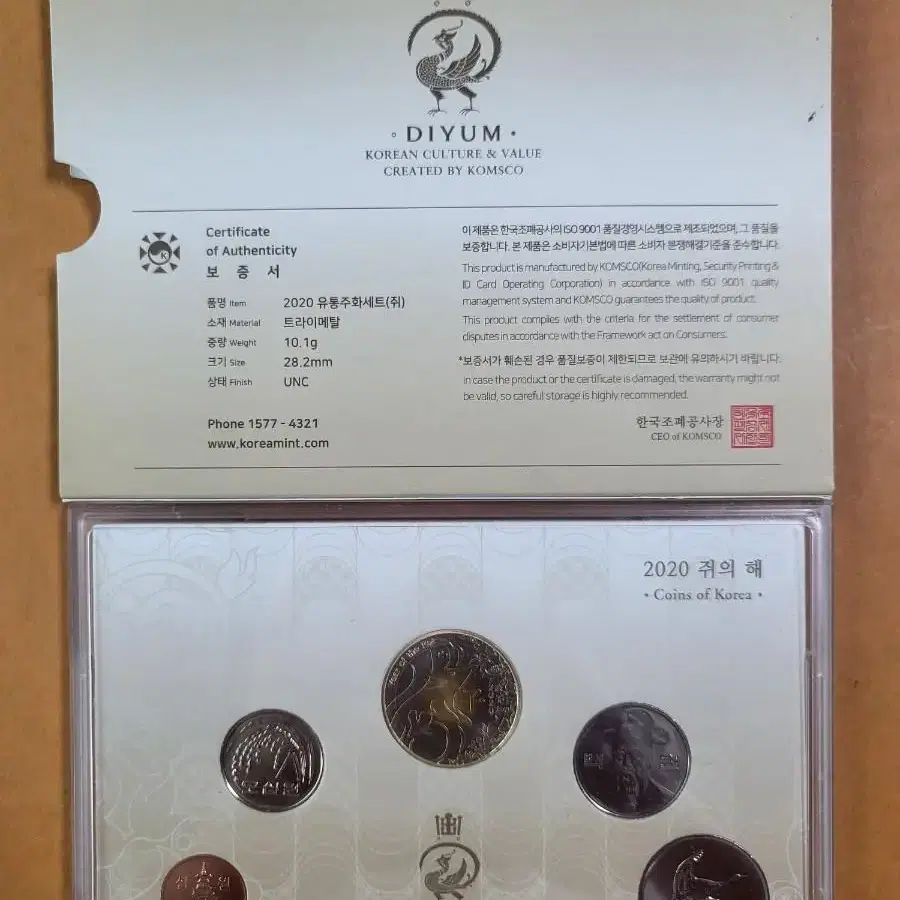 · DIYUM ·
KOREAN CULTURE & VALUE
CREATED BY KOMSCO
Certificate
of Authenticity
보 증 서
품명 Item 2020 유통주화세트(쥐)
소재 Material 트라이메탈
중량 Weight 10.1g
크기 Size 28.2mm
상태 Finish UNC
Phone 1577 - 4321
www.koreamint.com
이 제품은 한국조폐공사의 ISO 9001 품질경영시스템으로 제조되었으며, 그 품질을
보증합니다. 본 제품은 소비자기본법에 따른 소비자 분쟁해결기준을 준수합니다.
This product is manufactured by KOMSCO(Korea Minting, Security Printing &
ID Card Operating Corporation) in accordance with ISO 9001 quality
management system and KOMSCO guarantees the quality of product.
This product complies with the criteria for the settlement of consumer
disputes in accordance with the Framework act on Consumers.
*보증서가 훼손된 경우 품질보증이 제한되므로 보관에 유의하시기 바랍니다.
In case the product or the certificate is damaged, the warranty might not
be valid, so careful storage is highly recommended.
한국조폐공사장
CEO of KOMSCO
2020 쥐의 해
· Coins of Korea ·
Year of the Rat
오십원
백 원
십 원